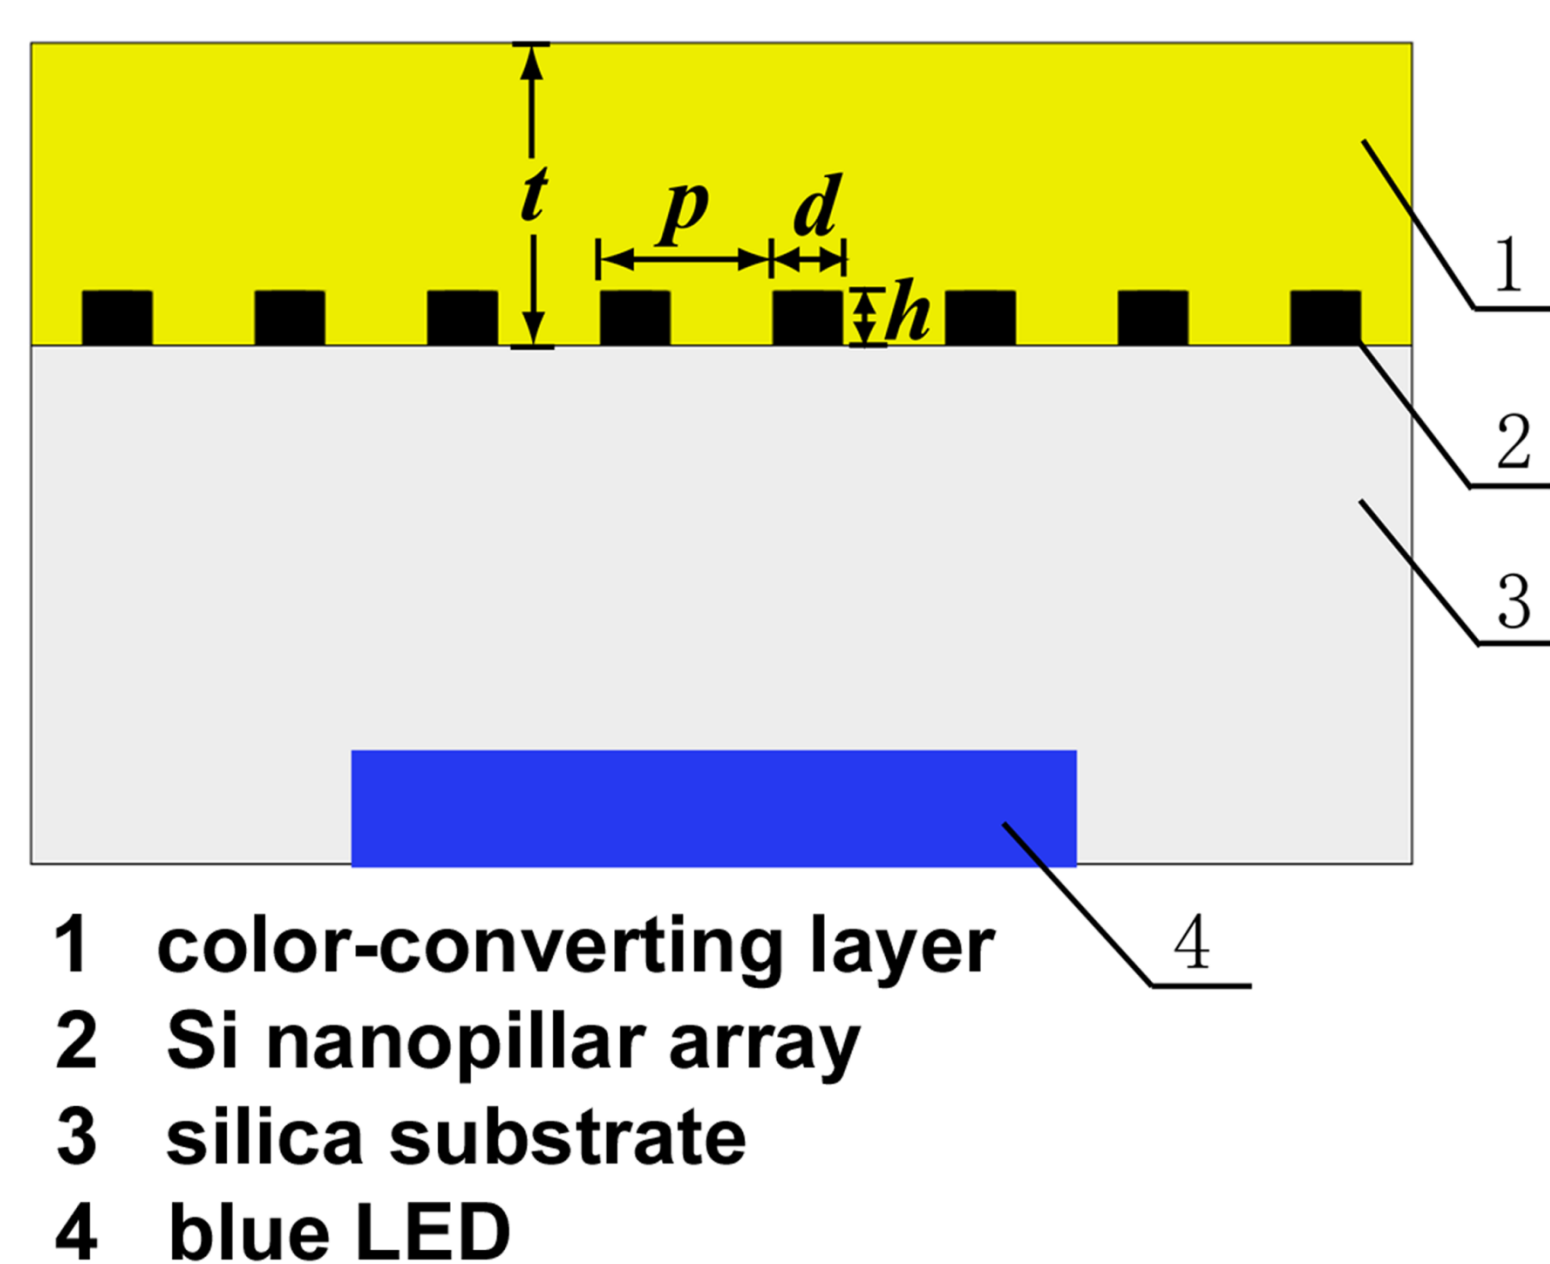 t
p
d
h
1
2
3
4
1 color-converting layer
2 Si nanopillar array
3 silica substrate
4 blue LED